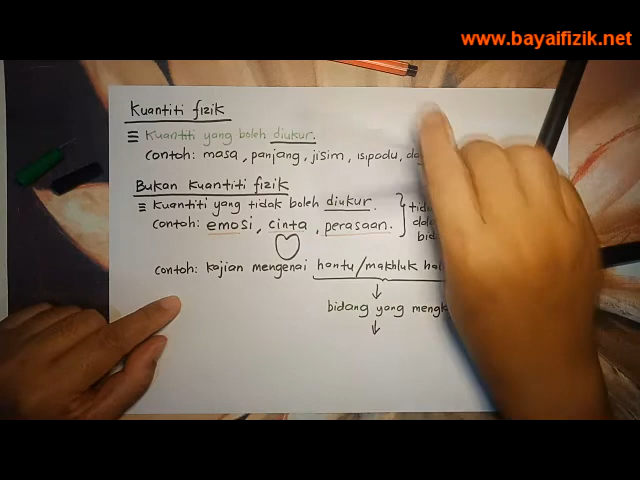 www.bayaifizik.net
Kuantiti fizik
≡ Kuantiti yang boleh diukur.
Contoh: masa, panjang, jisim, isipadu,
Bukan kuantiti fizik
≡ Kuantiti yang tidak boleh diukur.
Contoh: emosi, cinta, perasaan.
Contoh: kajian mengenai hantu/makhluk
bidang yang